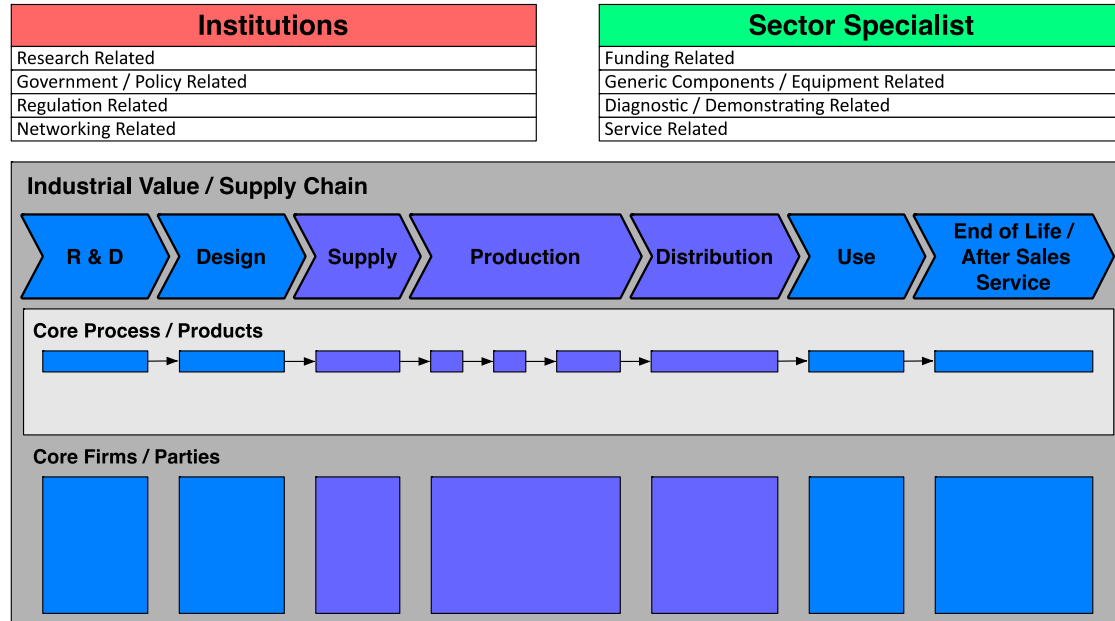 Institutions
Research Related
Government / Policy Related
Regulation Related
Networking Related
Sector Specialist
Funding Related
Generic Components / Equipment Related
Diagnostic / Demonstrating Related
Service Related
Industrial Value / Supply Chain
R & D
Design
Supply
Production
Distribution
Use
End of Life /
After Sales
Service
Core Process / Products
Core Firms / Parties